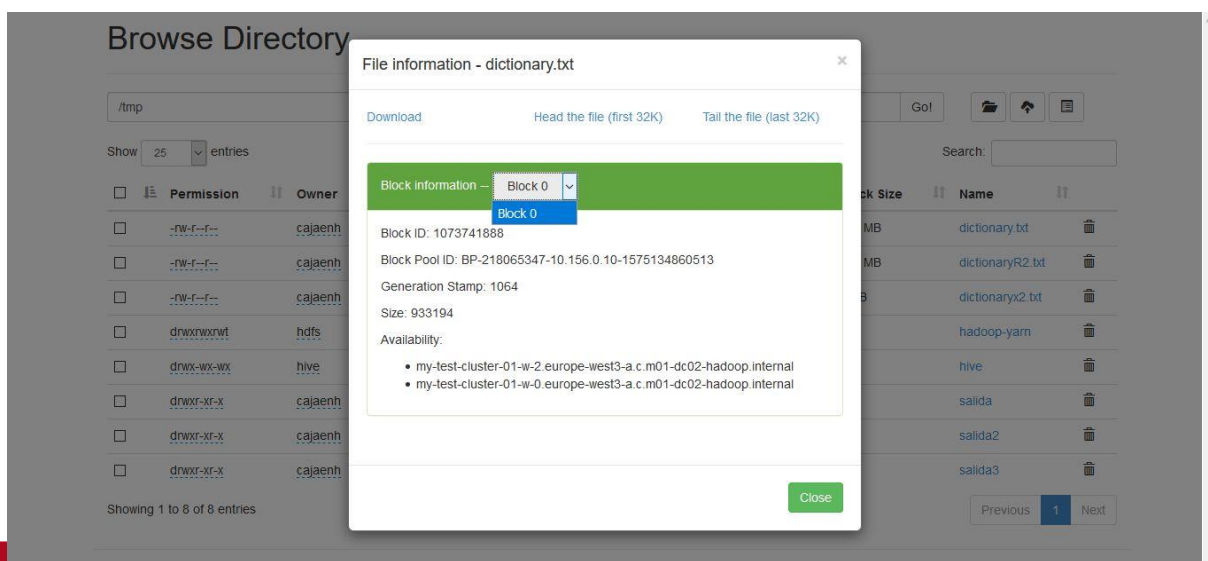 Browse Directory
File information - dictionary.txt ×
/tmp Go!
Download Head the file (first 32K) Tail the file (last 32K)
Show 25 entries Search:
Block information -- Block 0
Block 0
Permission Owner ck Size Name
-rw-r--r-- cajaenh MB dictionary.txt
-rw-r--r-- cajaenh MB dictionaryR2.txt
-rw-r--r-- cajaenh B dictionaryx2.txt
drwxrwxrwt hdfs hadoop-yarn
drwx-wx-wx hive hive
drwxr-xr-x cajaenh salida
drwxr-xr-x cajaenh salida2
drwxr-xr-x cajaenh salida3
Block ID: 1073741888
Block Pool ID: BP-218065347-10.156.0.10-1575134860513
Generation Stamp: 1064
Size: 933194
Availability:
• my-test-cluster-01-w-2.europe-west3-a.c.m01-dc02-hadoop.internal
• my-test-cluster-01-w-0.europe-west3-a.c.m01-dc02-hadoop.internal
Close
Showing 1 to 8 of 8 entries Previous 1 Next